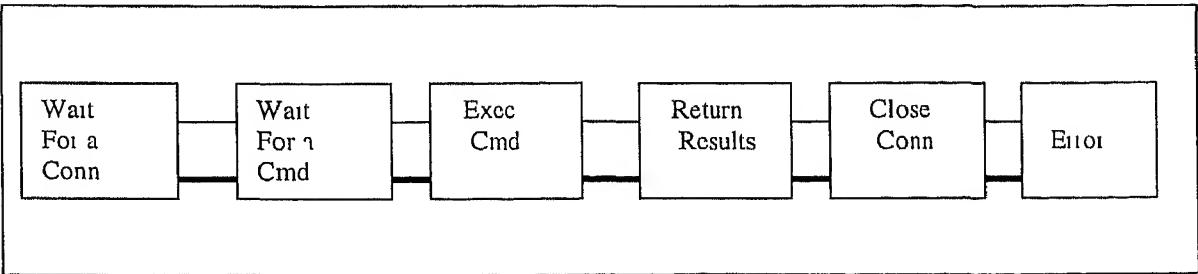 Wait
For a
Conn
Wait
For a
Cmd
Exec
Cmd
Return
Results
Close
Conn
Error